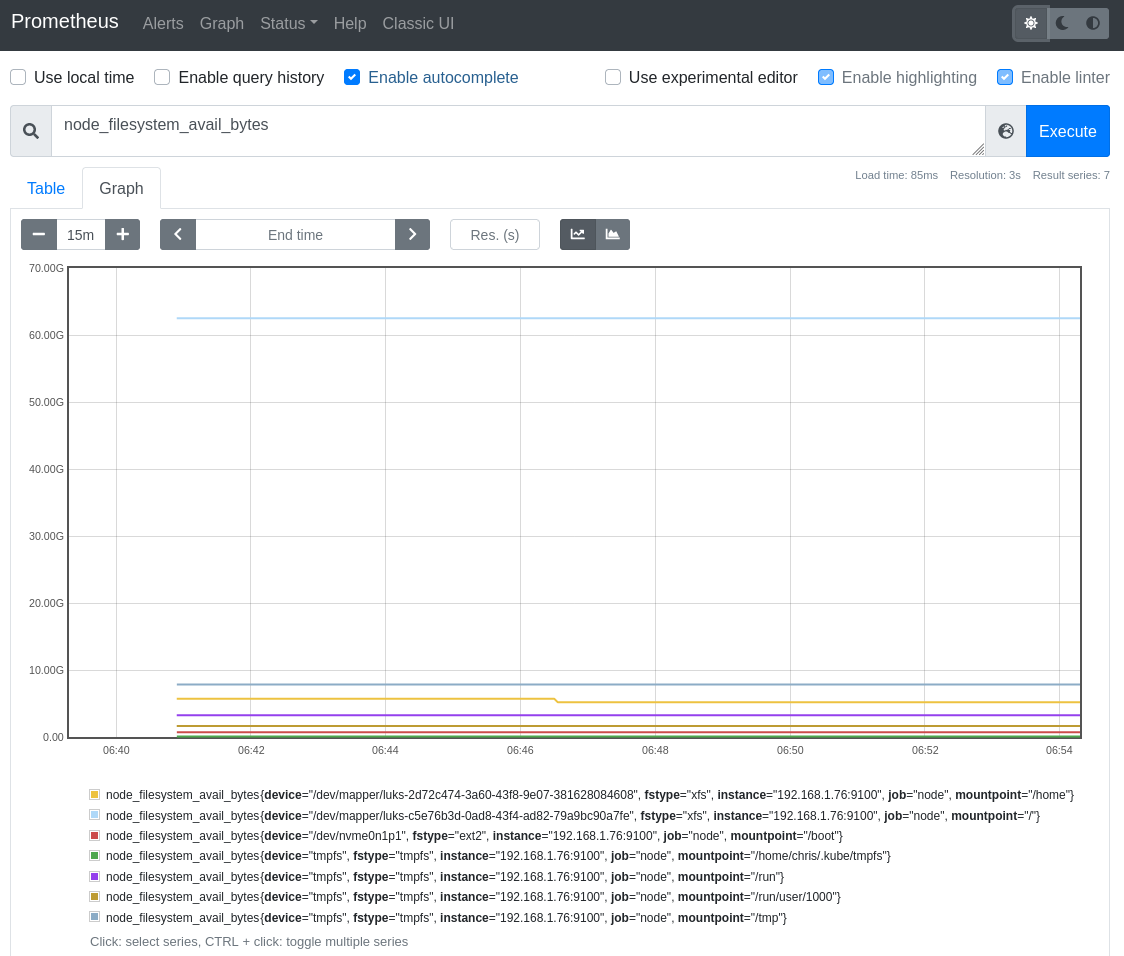 Prometheus Alerts Graph Status Help Classic UI
Use local time Enable query history Enable autocomplete Use experimental editor Enable highlighting Enable linter
node_filesystem_avail_bytes Execute
Load time: 85ms Resolution: 3s Result series: 7
Table Graph
15m End time Res. (s)
70.00G
60.00G
50.00G
40.00G
30.00G
20.00G
10.00G
0.00
06:40 06:42 06:44 06:46 06:48 06:50 06:52 06:54
node_filesystem_avail_bytes{device="/dev/mapper/luks-2d72c474-3a60-43f8-9e07-381628084608", fstype="xfs", instance="192.168.1.76:9100", job="node", mountpoint="/home"}
node_filesystem_avail_bytes{device="/dev/mapper/luks-c5e76b3d-0ad8-43f4-ad82-79a9bc90a7fe", fstype="xfs", instance="192.168.1.76:9100", job="node", mountpoint="/"}
node_filesystem_avail_bytes{device="/dev/nvme0n1p1", fstype="ext2", instance="192.168.1.76:9100", job="node", mountpoint="/boot"}
node_filesystem_avail_bytes{device="tmpfs", fstype="tmpfs", instance="192.168.1.76:9100", job="node", mountpoint="/home/chris/.kube/tmpfs"}
node_filesystem_avail_bytes{device="tmpfs", fstype="tmpfs", instance="192.168.1.76:9100", job="node", mountpoint="/run"}
node_filesystem_avail_bytes{device="tmpfs", fstype="tmpfs", instance="192.168.1.76:9100", job="node", mountpoint="/run/user/1000"}
node_filesystem_avail_bytes{device="tmpfs", fstype="tmpfs", instance="192.168.1.76:9100", job="node", mountpoint="/tmp"}
Click: select series, CTRL + click: toggle multiple series